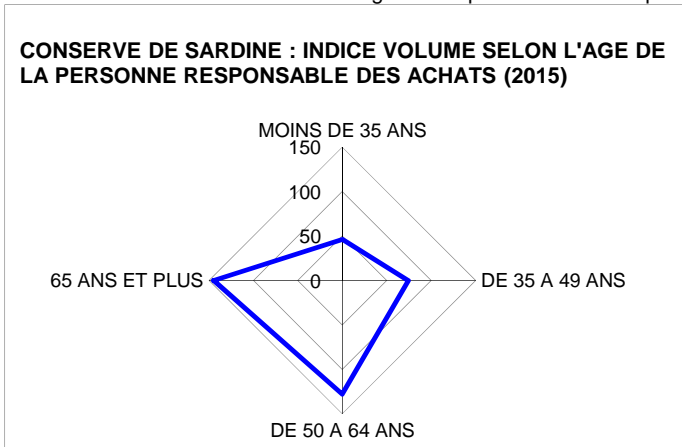 CONSERVE DE SARDINE : INDICE VOLUME SELON L'AGE DE
LA PERSONNE RESPONSABLE DES ACHATS (2015)
MOINS DE 35 ANS
150
100
50
0
65 ANS ET PLUS
DE 35 A 49 ANS
DE 50 A 64 ANS